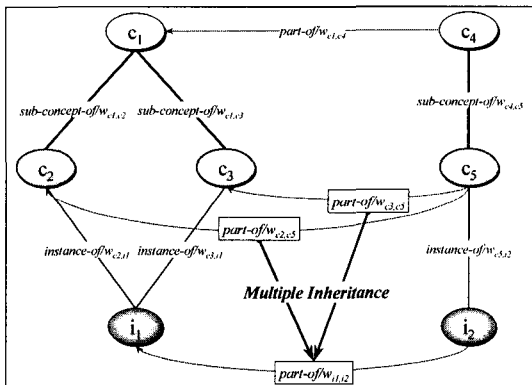 c1 part-of/wc1,c4 c4
sub-concept-of/wc1,c2 sub-concept-of/wc1,c3 sub-concept-of/wc4,c5
c2 c3 c5
part-of/wc3,c5
part-of/wc2,c5
instance-of/wc2,i1 instance-of/wc3,i1 instance-of/wc5,i2
Multiple Inheritance
i1 i2
part-of/wi1,i2